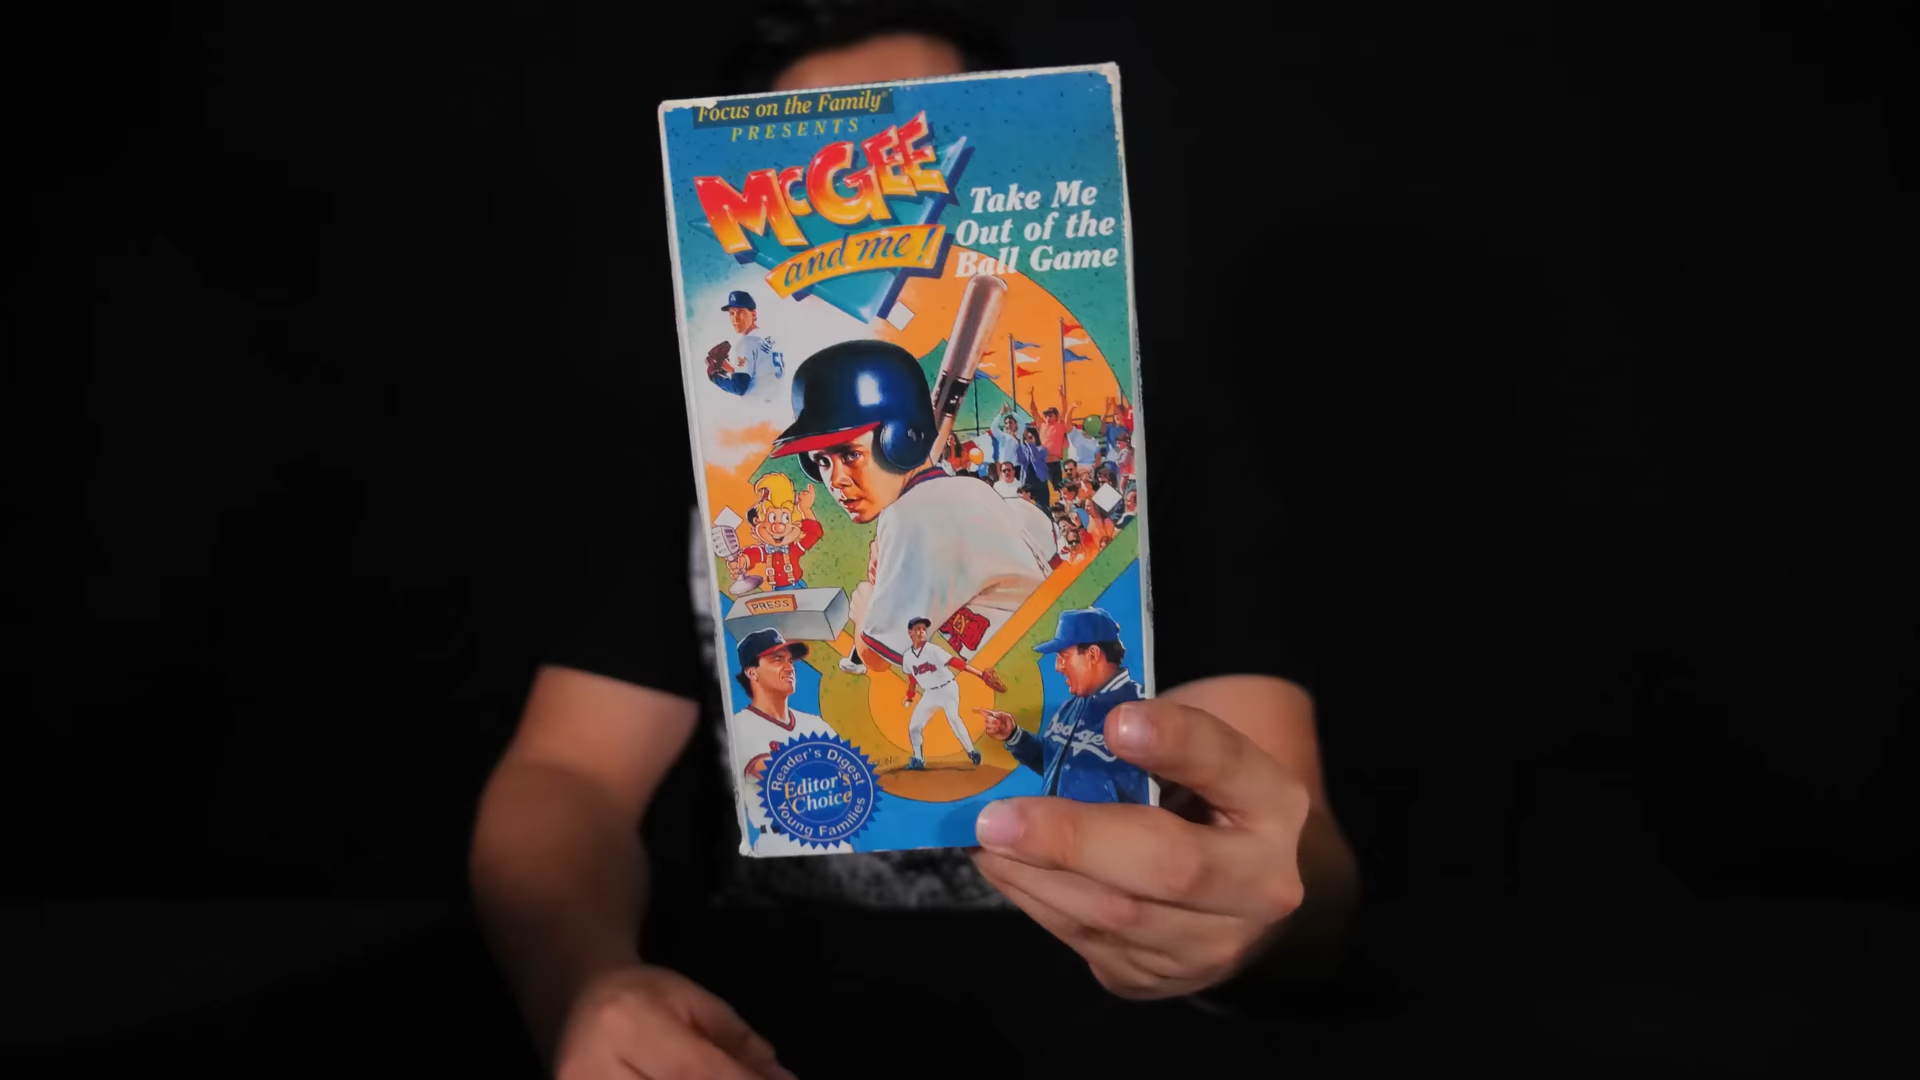 Focus on the Family®
PRESENTS
McGEE
and me!
Take Me
Out of the
Ball Game
PRESS
Dodge
Reader's Digest
Editor's
Choice
Young Families